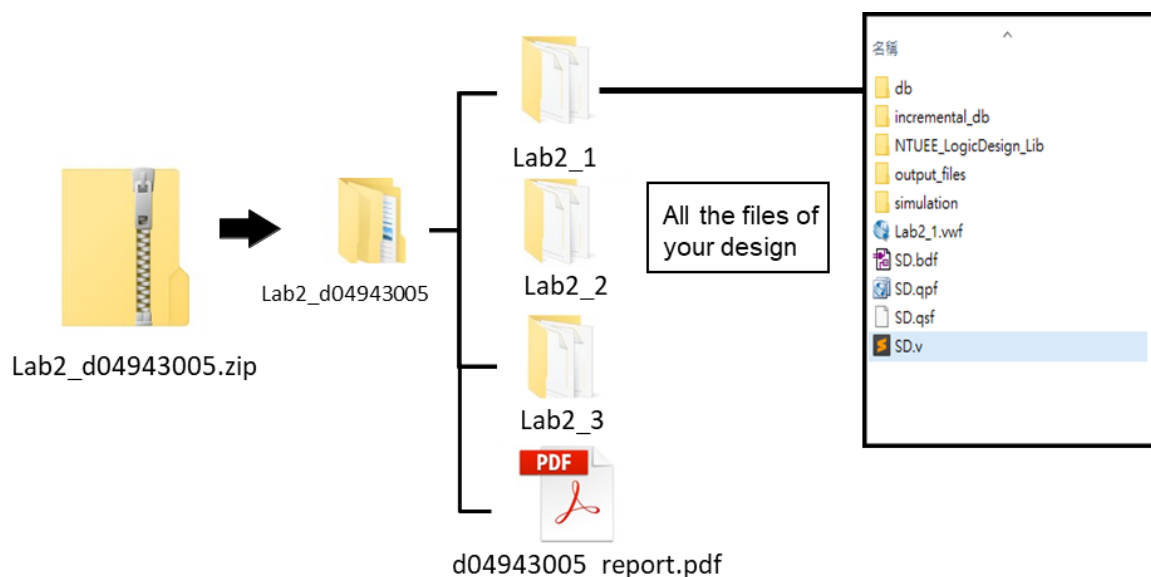 Lab2_d04943005.zip
Lab2_d04943005
Lab2_1
Lab2_2
Lab2_3
PDF
d04943005_report.pdf
All the files of
your design
名稱
db
incremental_db
NTUEE_LogicDesign_Lib
output_files
simulation
Lab2_1.vwf
SD.bdf
SD.qpf
SD.qsf
SD.v